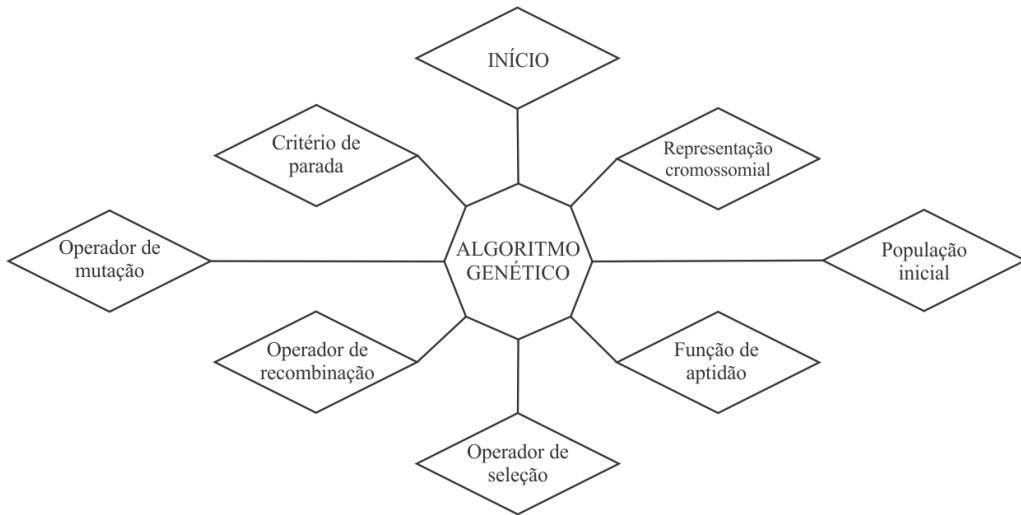 INÍCIO
Critério de
parada
Representação
cromossomial
Operador de
mutação
ALGORITMO
GENÉTICO
População
inicial
Operador de
recombinação
Função de
aptidão
Operador de
seleção